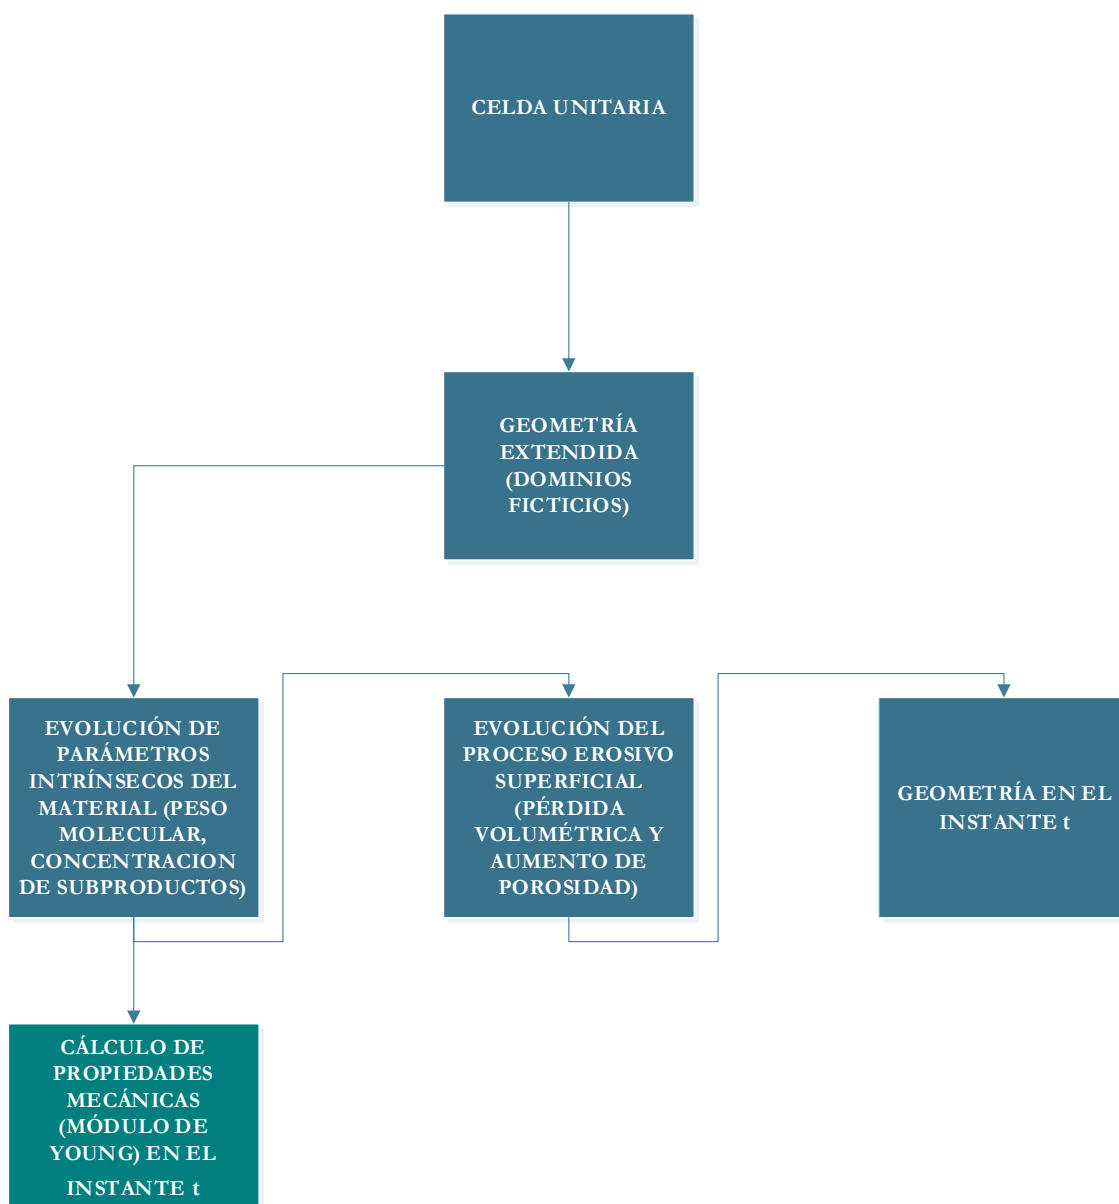 CELDA UNITARIA
GEOMETRÍA
EXTENDIDA
(DOMINIOS
FICTICIOS)
EVOLUCIÓN DE
PARÁMETROS
INTRÍNSECOS DEL
MATERIAL (PESO
MOLECULAR,
CONCENTRACION
DE SUBPRODUCTOS)
EVOLUCIÓN DEL
PROCESO EROSIVO
SUPERFICIAL
(PÉRDIDA
VOLUMÉTRICA Y
AUMENTO DE
POROSIDAD)
GEOMETRÍA EN EL
INSTANTE t
CÁLCULO DE
PROPIEDADES
MECÁNICAS
(MÓDULO DE
YOUNG) EN EL
INSTANTE t